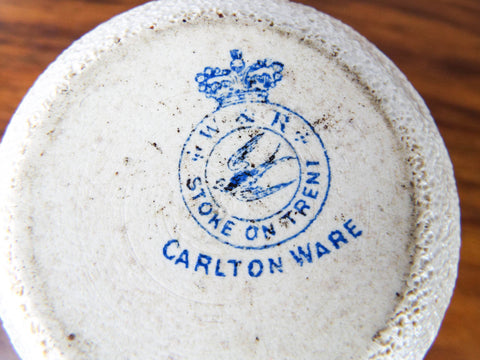 "W & R"
STOKE ON TRENT
CARLTON WARE